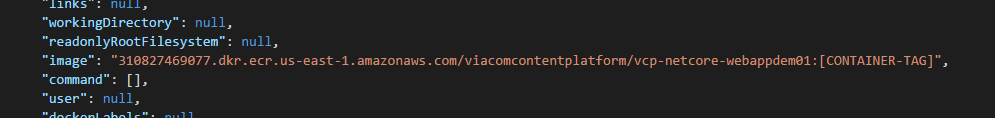 "links": null,
"workingDirectory": null,
"readonlyRootFilesystem": null,
"image": "310827469077.dkr.ecr.us-east-1.amazonaws.com/viacomcontentplatform/vcp-netcore-webappdem01:[CONTAINER-TAG]",
"command": [],
"user": null,
"dockerLabels": null